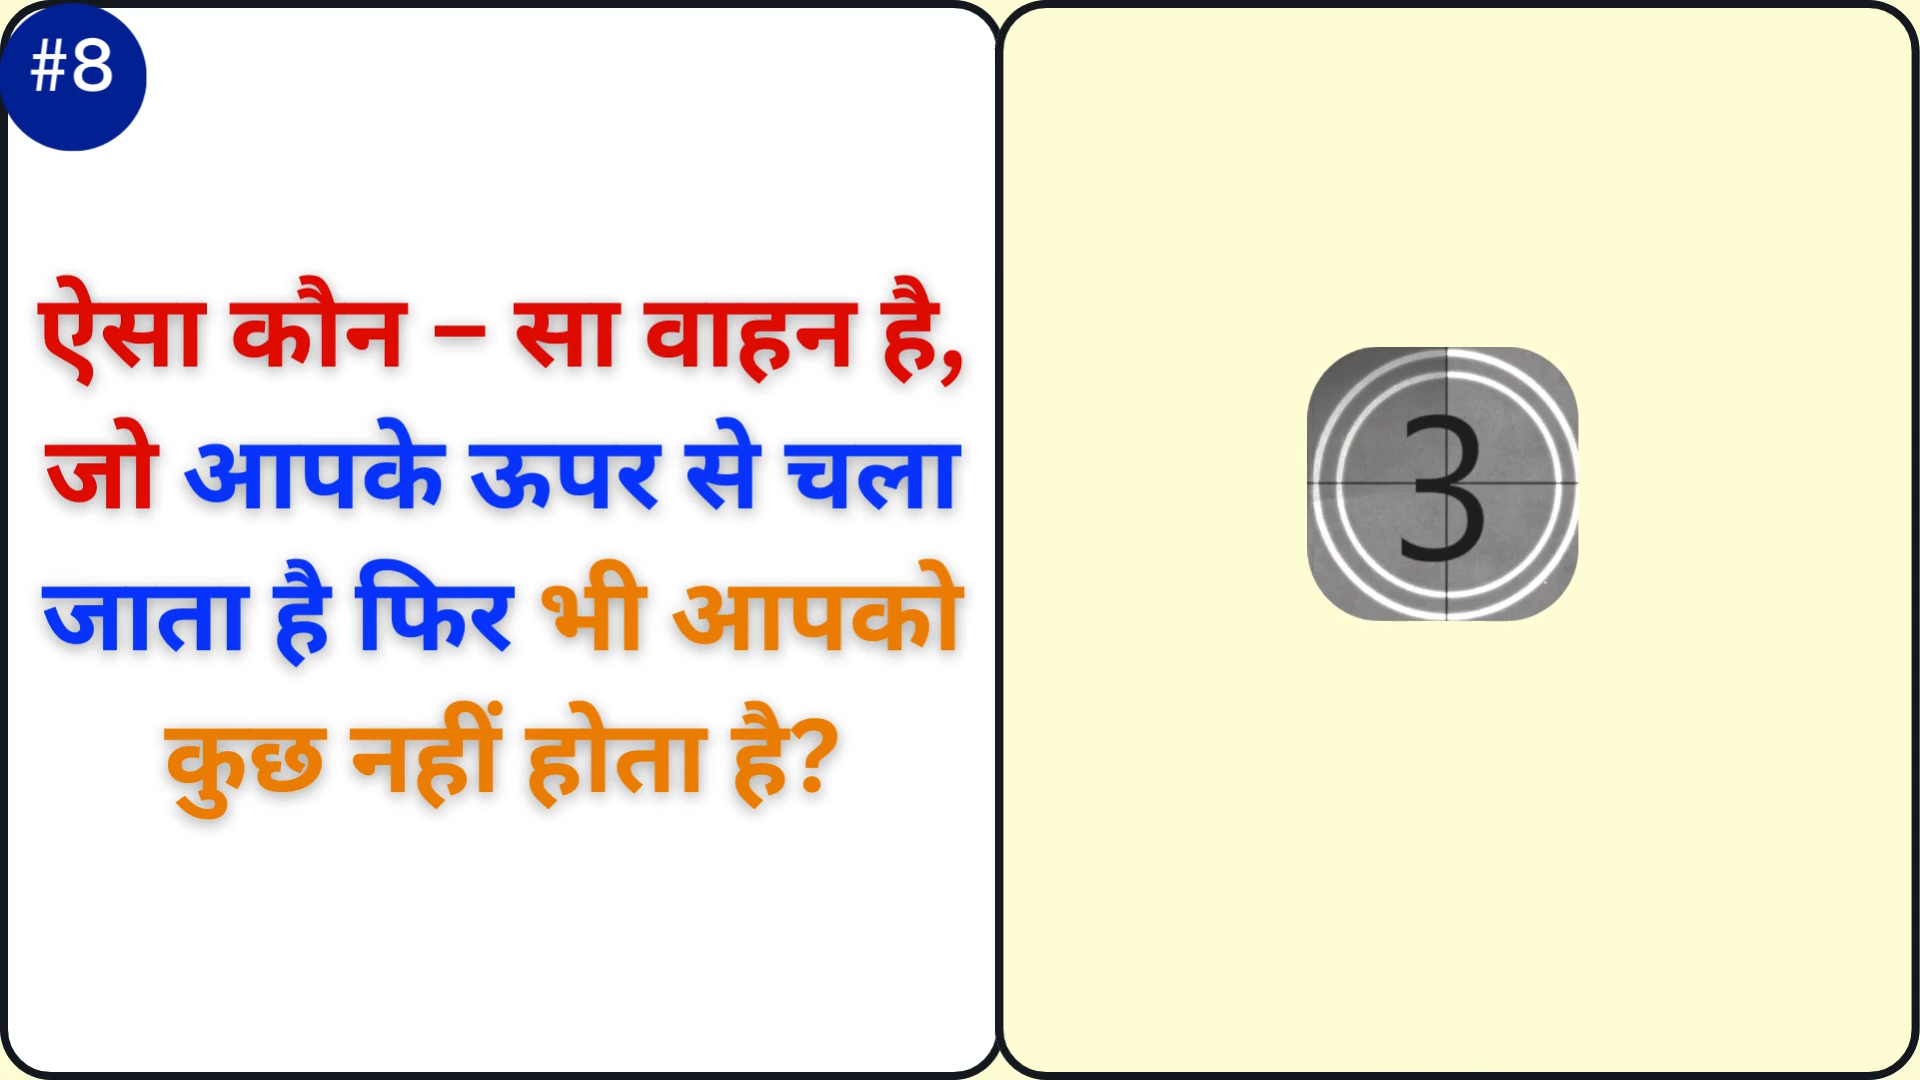 #8
ऐसा कौन – सा वाहन है,
जो आपके ऊपर से चला
जाता है फिर भी आपको
कुछ नहीं होता है?
3